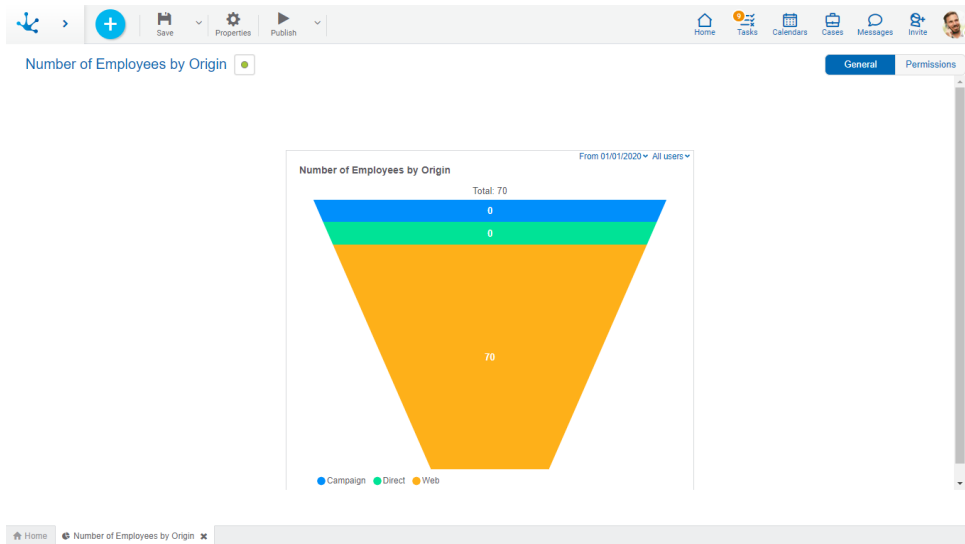 Save
Properties
Publish
Home
9
Tasks
Calendars
Cases
Messages
Invite
Number of Employees by Origin
General
Permissions
From 01/01/2020 All users
Number of Employees by Origin
Total: 70
0
0
70
Campaign Direct Web
Home Number of Employees by Origin